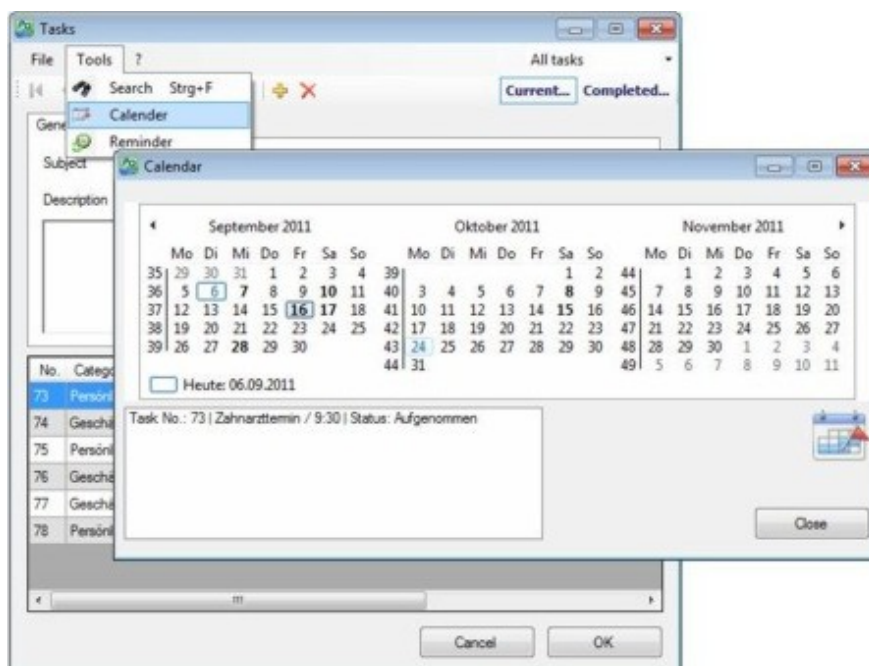 Tasks
File Tools ? All tasks
Search Strg+F
Current... Completed...
Calender
Reminder
Gene
Subject
Description
Calendar
September 2011 Oktober 2011 November 2011
Mo Di Mi Do Fr Sa So Mo Di Mi Do Fr Sa So Mo Di Mi Do Fr Sa So
35 29 30 31 1 2 3 4 39 1 2 44 1 2 3 4 5 6
36 5 6 7 8 9 10 11 40 3 4 5 6 7 8 9 45 7 8 9 10 11 12 13
37 12 13 14 15 16 17 18 41 10 11 12 13 14 15 16 46 14 15 16 17 18 19 20
38 19 20 21 22 23 24 25 42 17 18 19 20 21 22 23 47 21 22 23 24 25 26 27
39 26 27 28 29 30 43 24 25 26 27 28 29 30 48 28 29 30 1 2 3 4
44 31 49 5 6 7 8 9 10 11
Heute: 06.09.2011
Task No.: 73 | Zahnarzttermin / 9:30 | Status: Aufgenommen
Close
No. Catego
73 Persönl
74 Geschä
75 Persönl
76 Geschä
77 Geschä
78 Persönl
Cancel OK